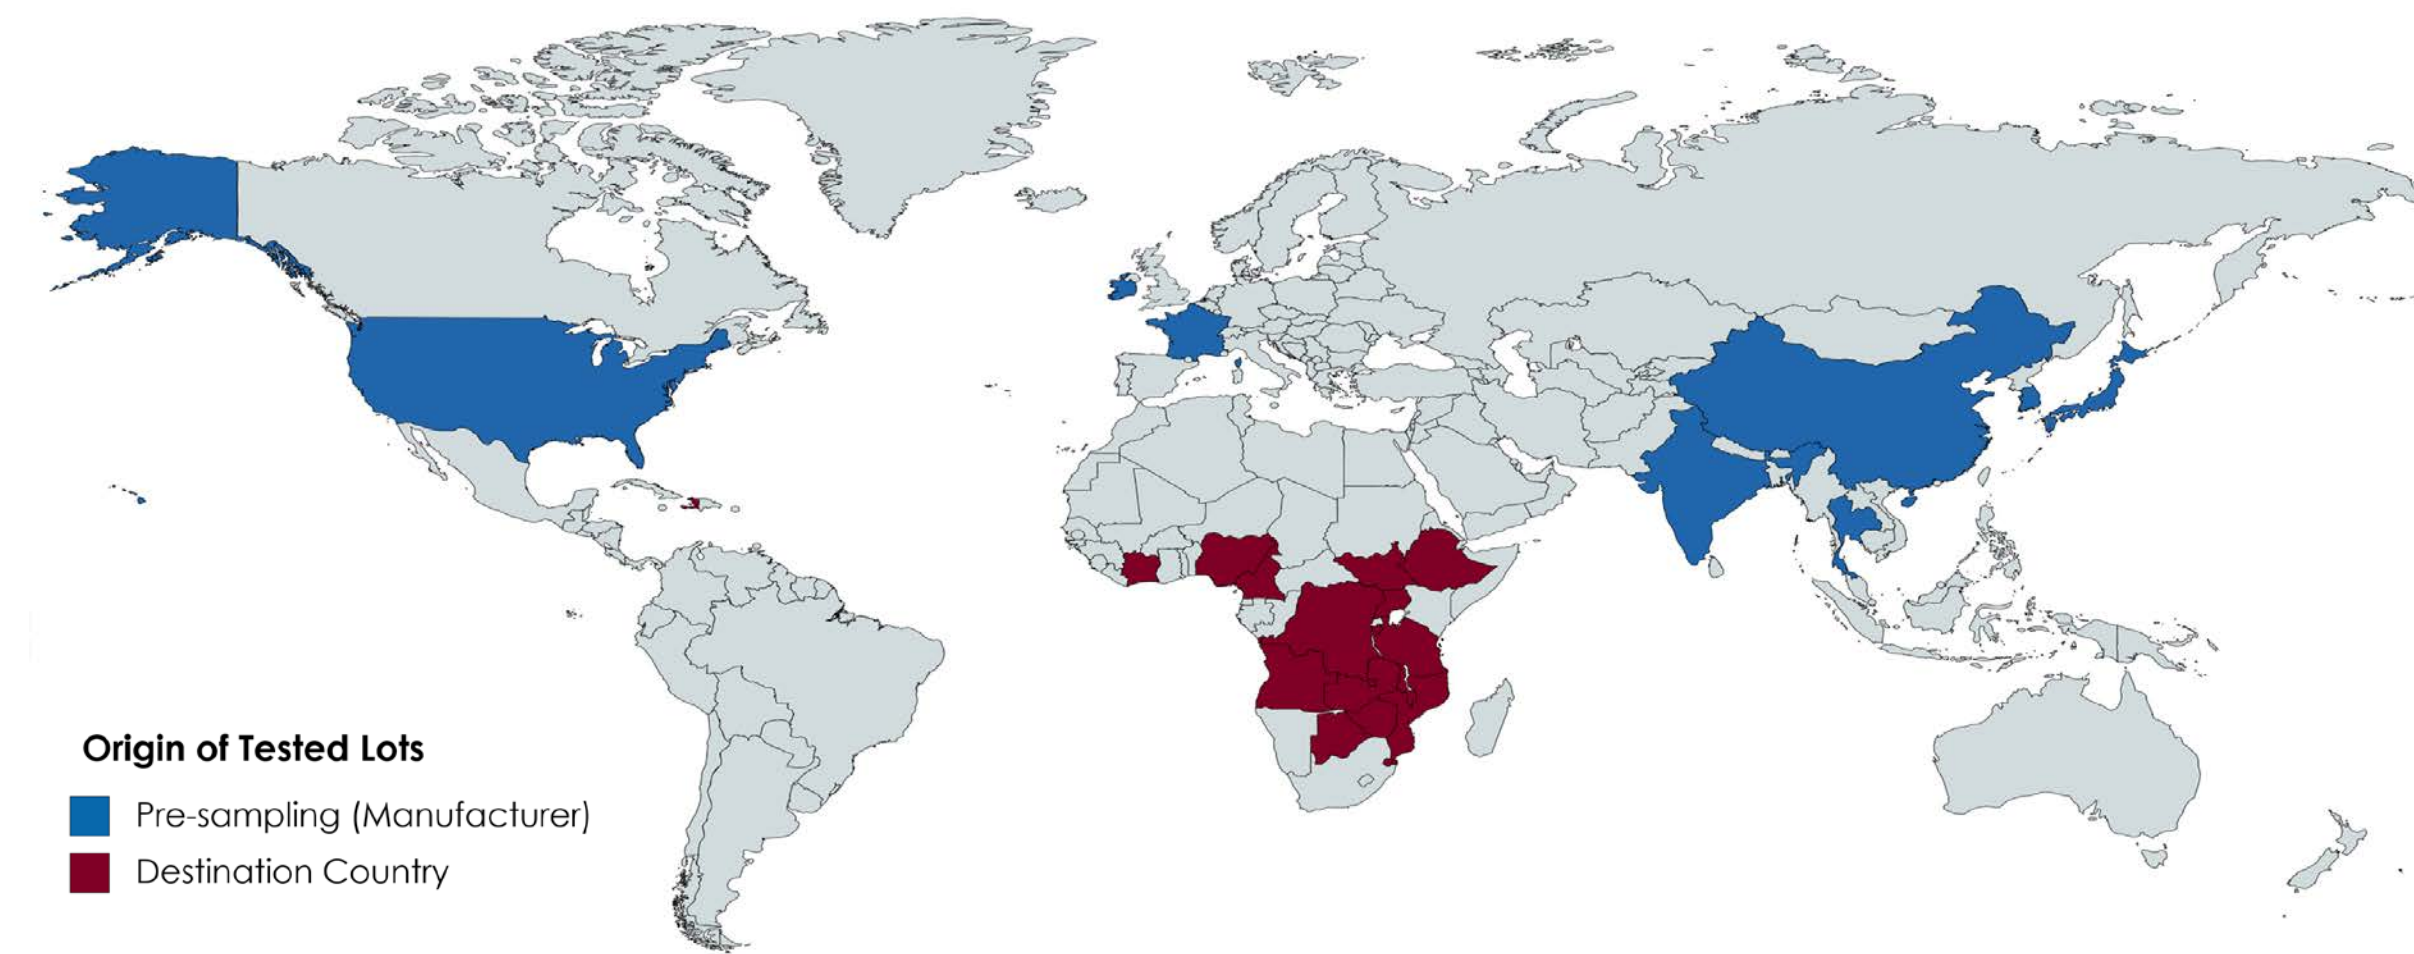 Origin of Tested Lots
Pre-sampling (Manufacturer)
Destination Country